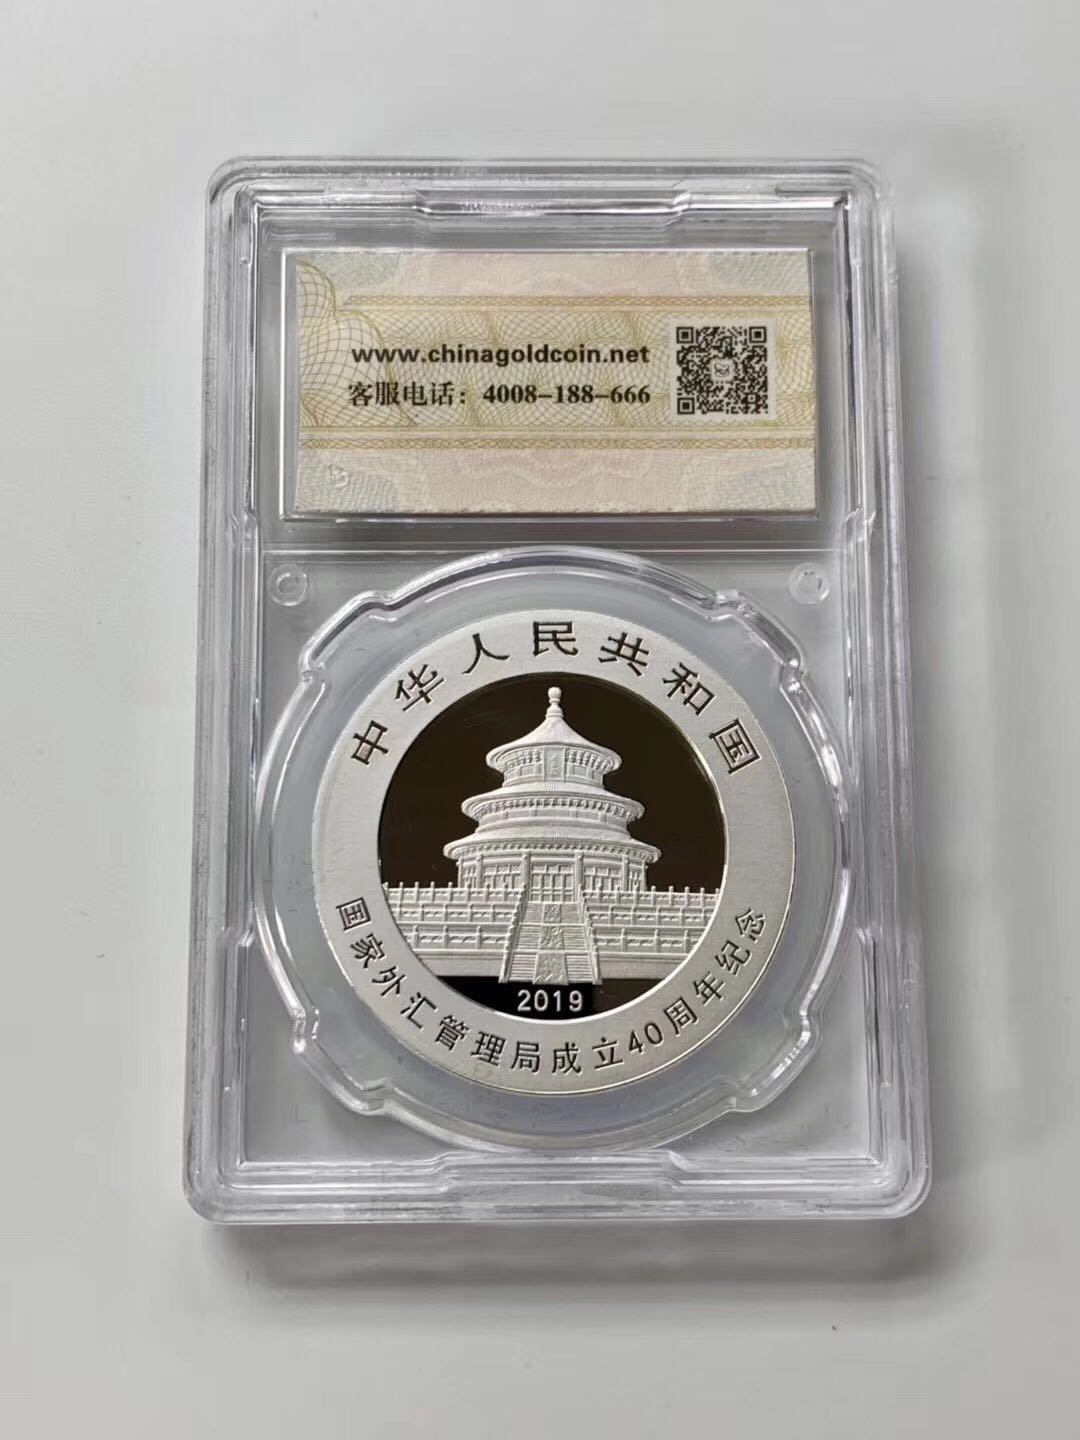 www.chinagoldcoin.net
客服电话：4008-188-666
中华人民共和国
2019
国家外汇管理局成立40周年纪念